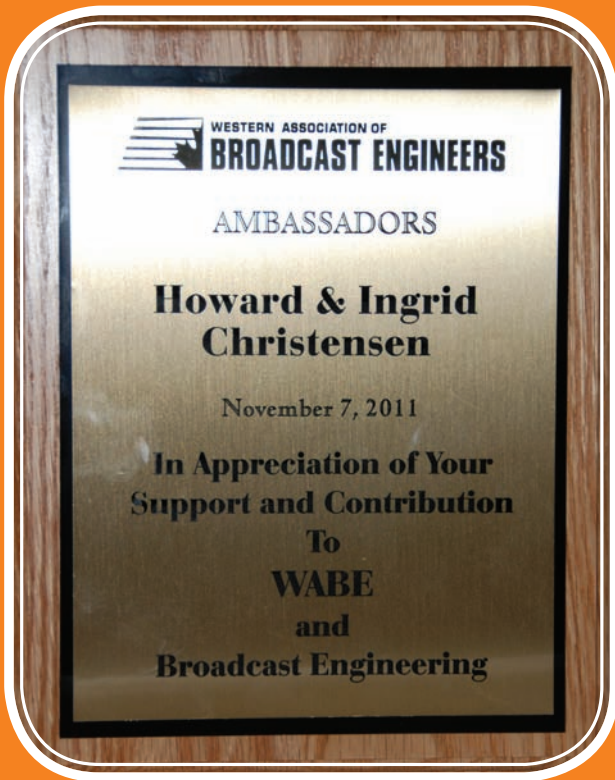 WESTERN ASSOCIATION OF
BROADCAST ENGINEERS
AMBASSADORS
Howard & Ingrid
Christensen
November 7, 2011
In Appreciation of Your
Support and Contribution
To
WABE
and
Broadcast Engineering